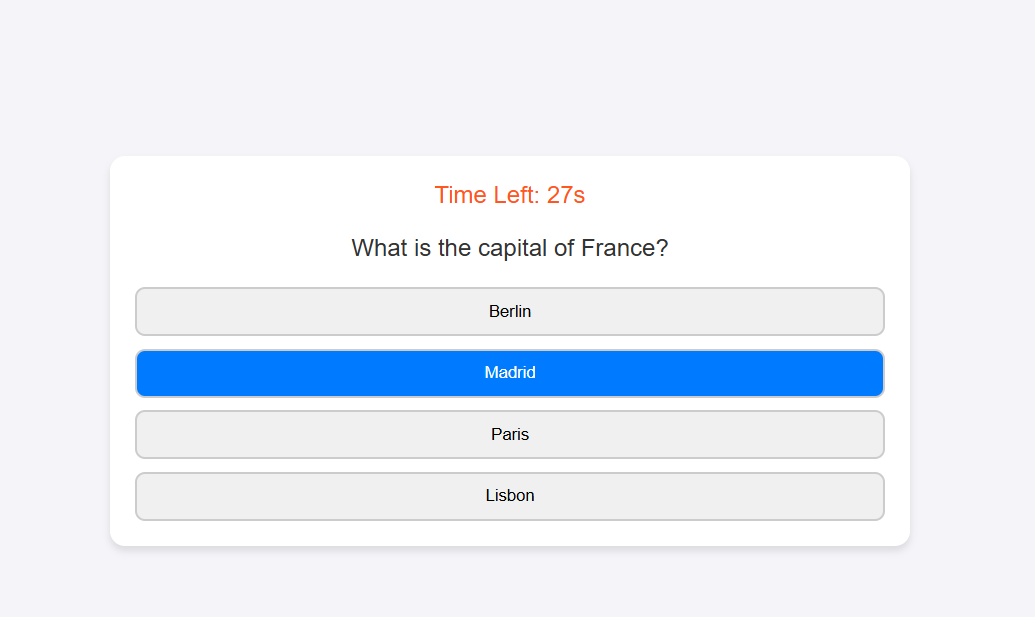 Time Left: 27s
What is the capital of France?
Berlin
Madrid
Paris
Lisbon